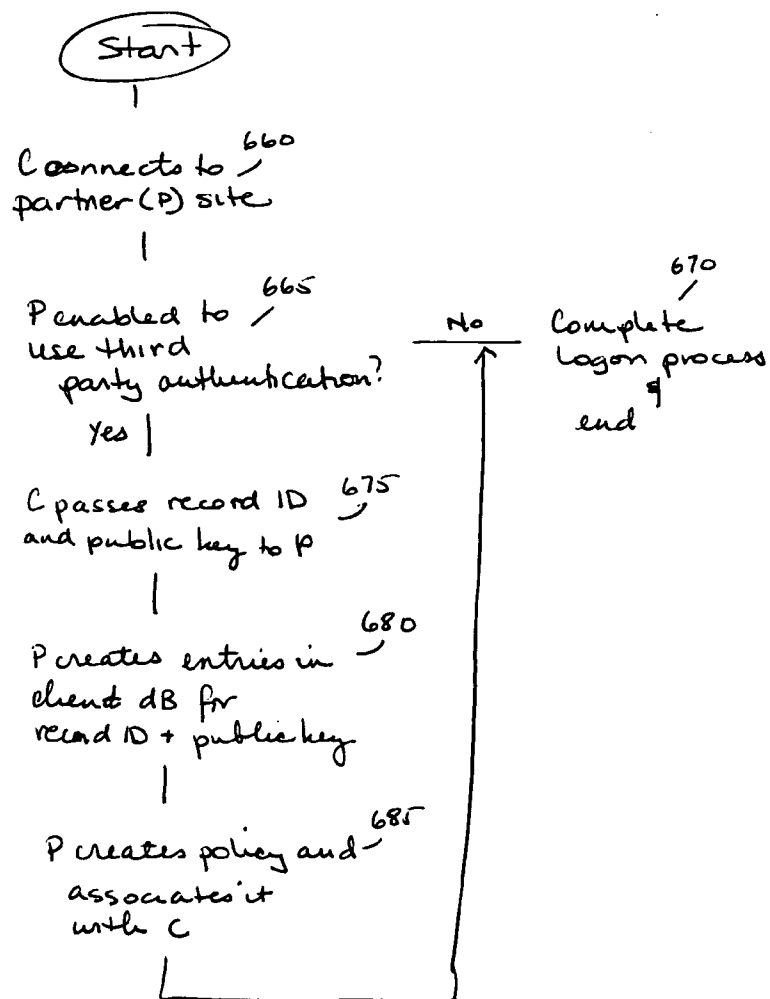 Start
660
C connects to
partner (P) site
665
P enabled to
use third
party authentication?
Yes
No
670
Complete
logon process
&
end
C passes record ID 675
and public key to P
680
P creates entries in
client dB for
record ID + public key
685
P creates policy and
associates it
with C